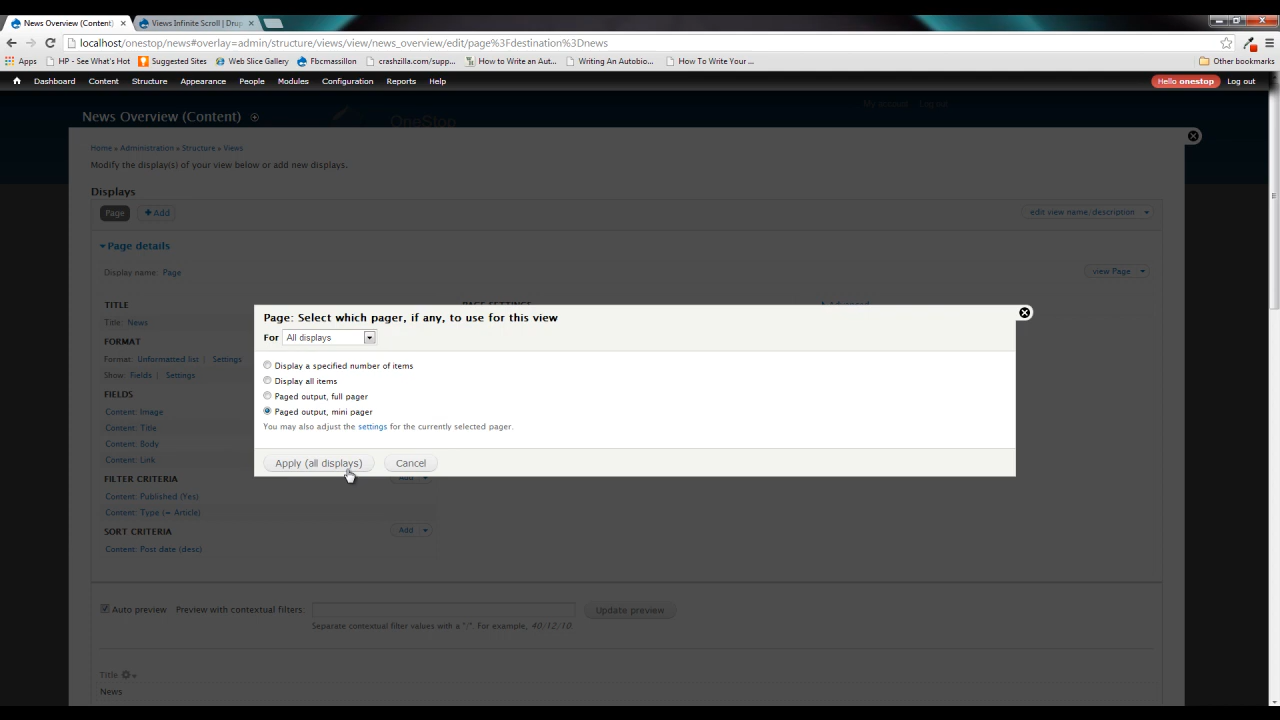 News Overview (Content) ×
Views Infinite Scroll | Drup ×
localhost/onestop/news#overlay=admin/structure/views/view/news_overview/edit/page%3Fdestination%3Dnews
Apps HP - See What's Hot Suggested Sites Web Slice Gallery Fbcmassillon crashzilla.com/supp... How to Write an Aut... Writing An Autobio... How To Write Your ... Other bookmarks
Dashboard Content Structure Appearance People Modules Configuration Reports Help Hello onestop Log out
My account Log out
News Overview (Content)
OneStop
Home » Administration » Structure » Views
Modify the display(s) of your view below or add new displays.
Displays
Page + Add edit view name/description
Page details
Display name: Page view Page
TITLE PAGE SETTINGS Advanced
Title: News
FORMAT
Format: Unformatted list | Settings
Show: Fields | Settings
FIELDS
Content: Image
Content: Title
Content: Body
Content: Link
FILTER CRITERIA Add
Content: Published (Yes)
Content: Type (= Article)
SORT CRITERIA Add
Content: Post date (desc)
Page: Select which pager, if any, to use for this view
For All displays
Display a specified number of items
Display all items
Paged output, full pager
Paged output, mini pager
You may also adjust the settings for the currently selected pager.
Apply (all displays) Cancel
Auto preview Preview with contextual filters: Update preview
Separate contextual filter values with a "/". For example, 40/12/10.
Title
News